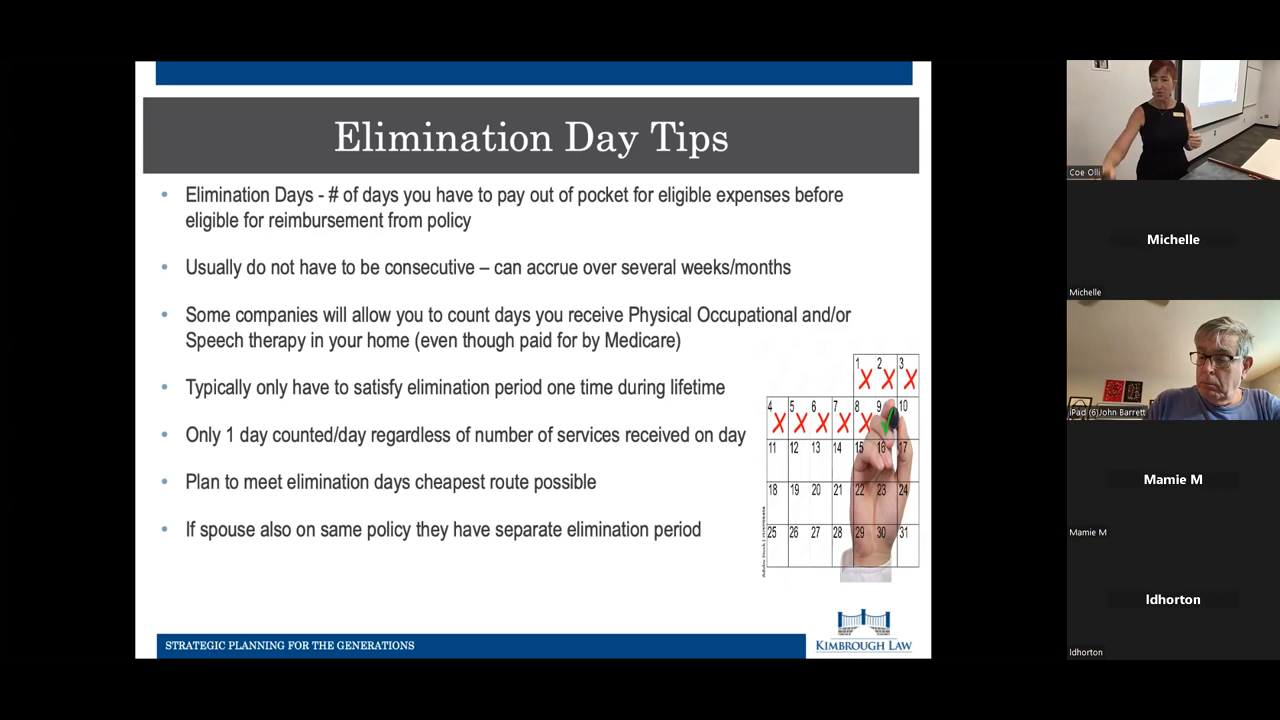 Elimination Day Tips
• Elimination Days - # of days you have to pay out of pocket for eligible expenses before
eligible for reimbursement from policy
• Usually do not have to be consecutive – can accrue over several weeks/months
• Some companies will allow you to count days you receive Physical Occupational and/or
Speech therapy in your home (even though paid for by Medicare)
• Typically only have to satisfy elimination period one time during lifetime
• Only 1 day counted/day regardless of number of services received on day
• Plan to meet elimination days cheapest route possible
• If spouse also on same policy they have separate elimination period
1 2 3
4 5 6 7 8 9 10
11 12 13 14 15 16 17
18 19 20 21 22 23 24
25 26 27 28 29 30 31
STRATEGIC PLANNING FOR THE GENERATIONS
KIMBROUGH LAW
Coe Olli
Michelle
Michelle
iPad (6)John Barrett
Mamie M
Mamie M
ldhorton
ldhorton